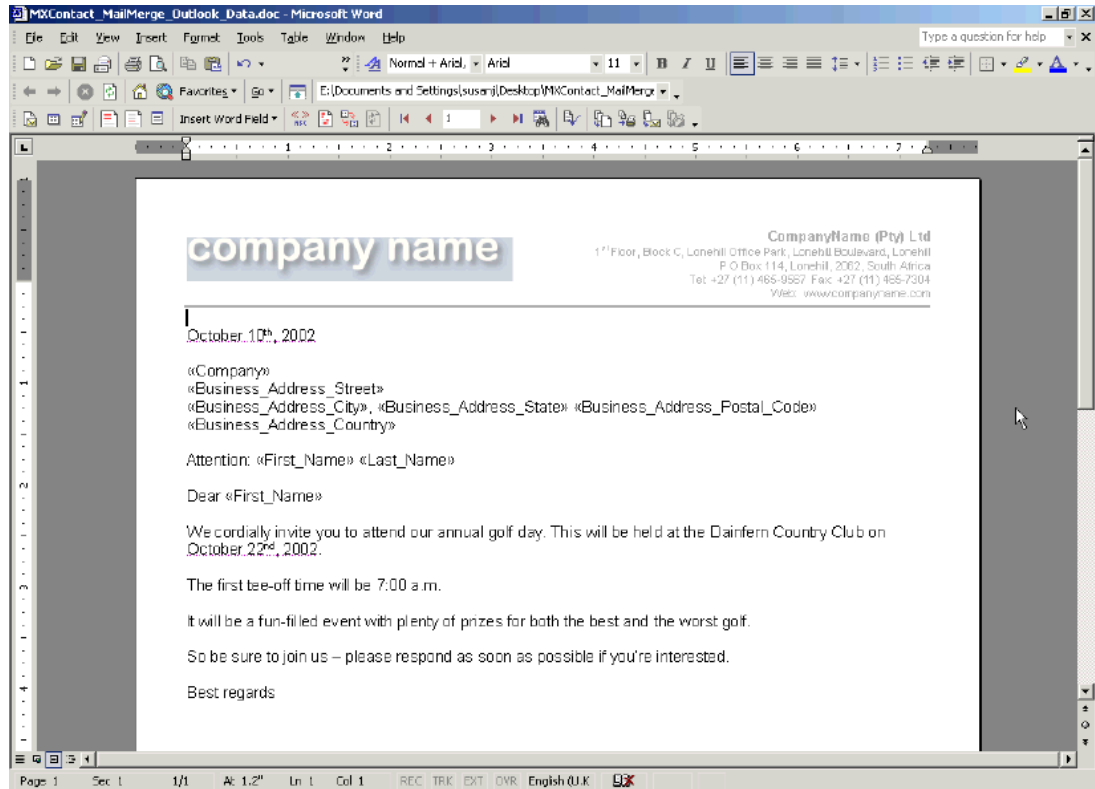 MXContact_MailMerge_Outlook_Data.doc - Microsoft Word
File Edit View Insert Format Tools Table Window Help Type a question for help
Normal + Arial, Arial 11 B I U
Favorites Go E:\Documents and Settings\susanj\Desktop\MXContact_MailMerge
Insert Word Field ABC 1
1 2 3 4 5 6 7
company name
CompanyName (Pty) Ltd
1st Floor, Block C, Lonehill Office Park, Lonehill Boulevard, Lonehill
P O Box 114, Lonehill, 2062, South Africa
Tel: +27 (11) 465-9567 Fax: +27 (11) 465-7304
Web: www.companyname.com
October 10th, 2002
«Company»
«Business_Address_Street»
«Business_Address_City», «Business_Address_State» «Business_Address_Postal_Code»
«Business_Address_Country»
Attention: «First_Name» «Last_Name»
Dear «First_Name»
We cordially invite you to attend our annual golf day. This will be held at the Dainfern Country Club on
October 22nd, 2002.
The first tee-off time will be 7:00 a.m.
It will be a fun-filled event with plenty of prizes for both the best and the worst golf.
So be sure to join us – please respond as soon as possible if you're interested.
Best regards
Page 1 Sec 1 1/1 At 1.2" Ln 1 Col 1 REC TRK EXT OVR English (U.K